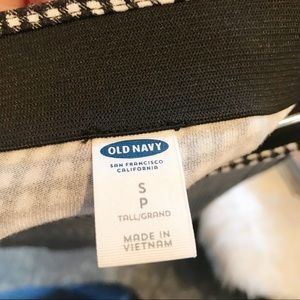 OLD NAVY
SAN FRANCISCO
CALIFORNIA
S
P
TALL/GRAND
MADE IN
VIETNAM